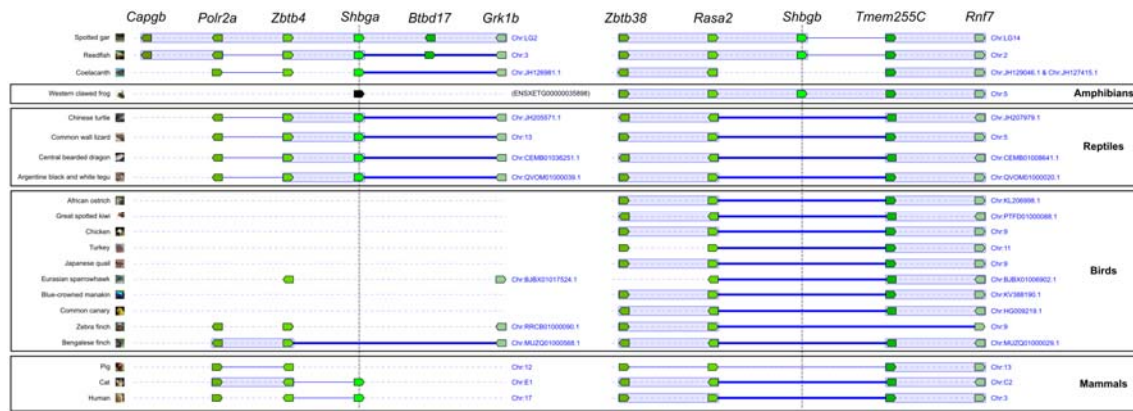 Capgb Polr2a Zbtb4 Shbga Btbd17 Grk1b Zbtb38 Rasa2 Shbgb Tmem255C Rnf7
Spotted gar Chr:LG2 Chr:LG14
Reedfish Chr:3 Chr:2
Coelacanth Chr:JH126981.1 Chr:JH129046.1 & Chr:JH127415.1
Western clawed frog (ENSXETG00000035898) Chr:5 Amphibians
Chinese turtle Chr:JH205571.1 Chr:JH207979.1
Common wall lizard Chr:13 Chr:5
Reptiles
Central bearded dragon Chr:CEMB01036251.1 Chr:CEMB01008641.1
Argentine black and white tegu Chr:QVOM01000039.1 Chr:QVOM01000020.1
African ostrich Chr:KL206998.1
Great spotted kiwi Chr:PTFD01000088.1
Chicken Chr:9
Turkey Chr:11
Japanese quail Chr:9
Birds
Eurasian sparrowhawk Chr:BJBX01017524.1 Chr:BJBX01006902.1
Blue-crowned manakin Chr:KV388190.1
Common canary Chr:HG009219.1
Zebra finch Chr:RRCB01000090.1 Chr:9
Bengalese finch Chr:MUZQ01000568.1 Chr:MUZQ01000029.1
Pig Chr:12 Chr:13
Cat Chr:E1 Chr:C2 Mammals
Human Chr:17 Chr:3